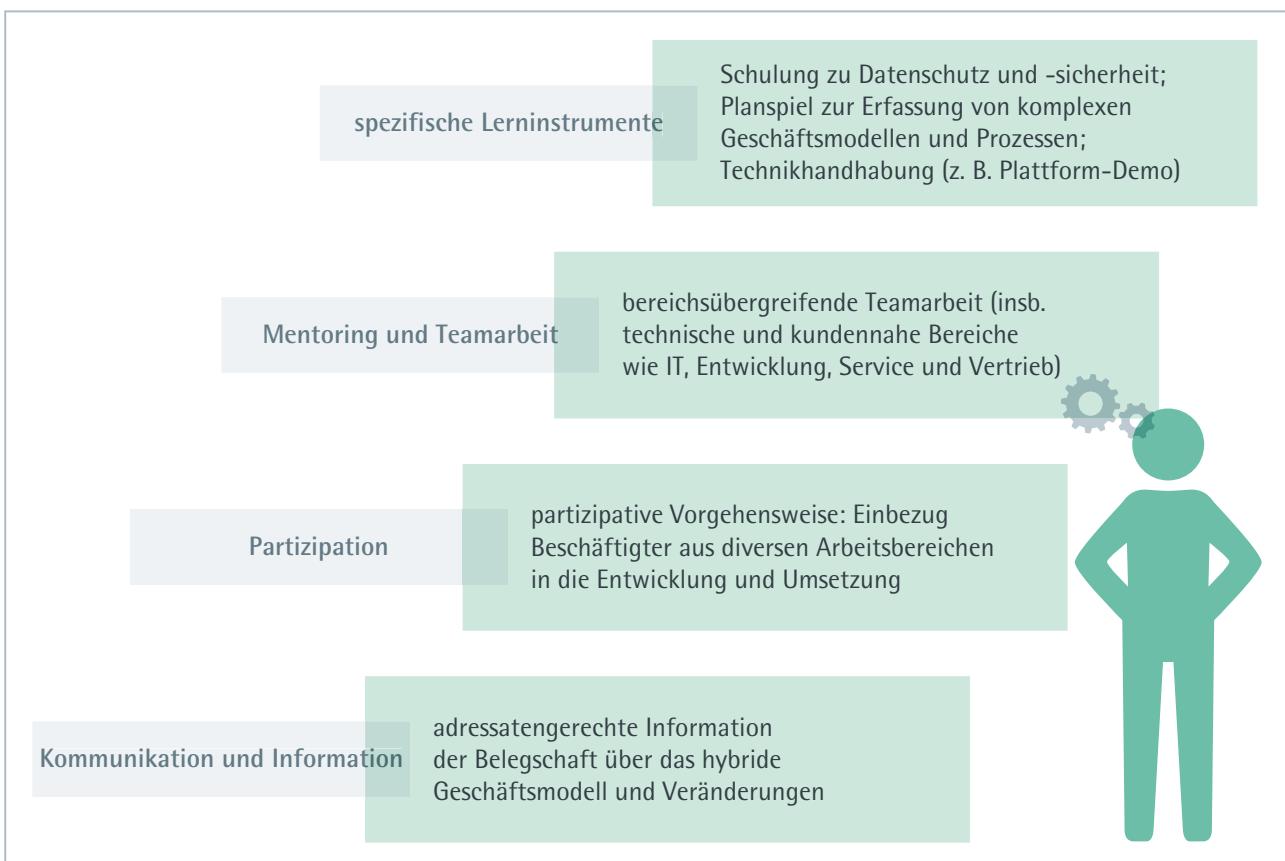 spezifische Lerninstrumente
Schulung zu Datenschutz und -sicherheit;
Planspiel zur Erfassung von komplexen
Geschäftsmodellen und Prozessen;
Technikhandhabung (z. B. Plattform-Demo)
Mentoring und Teamarbeit
bereichsübergreifende Teamarbeit (insb.
technische und kundennahe Bereiche
wie IT, Entwicklung, Service und Vertrieb)
Partizipation
partizipative Vorgehensweise: Einbezug
Beschäftigter aus diversen Arbeitsbereichen
in die Entwicklung und Umsetzung
Kommunikation und Information
adressatengerechte Information
der Belegschaft über das hybride
Geschäftsmodell und Veränderungen